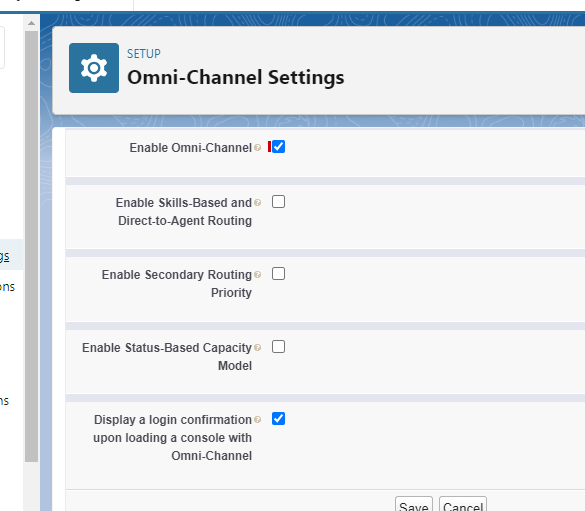 SETUP
Omni-Channel Settings
Enable Omni-Channel
Enable Skills-Based and
Direct-to-Agent Routing
Enable Secondary Routing
Priority
gs
ons
Enable Status-Based Capacity
Model
ns
Display a login confirmation
upon loading a console with
Omni-Channel
Save Cancel